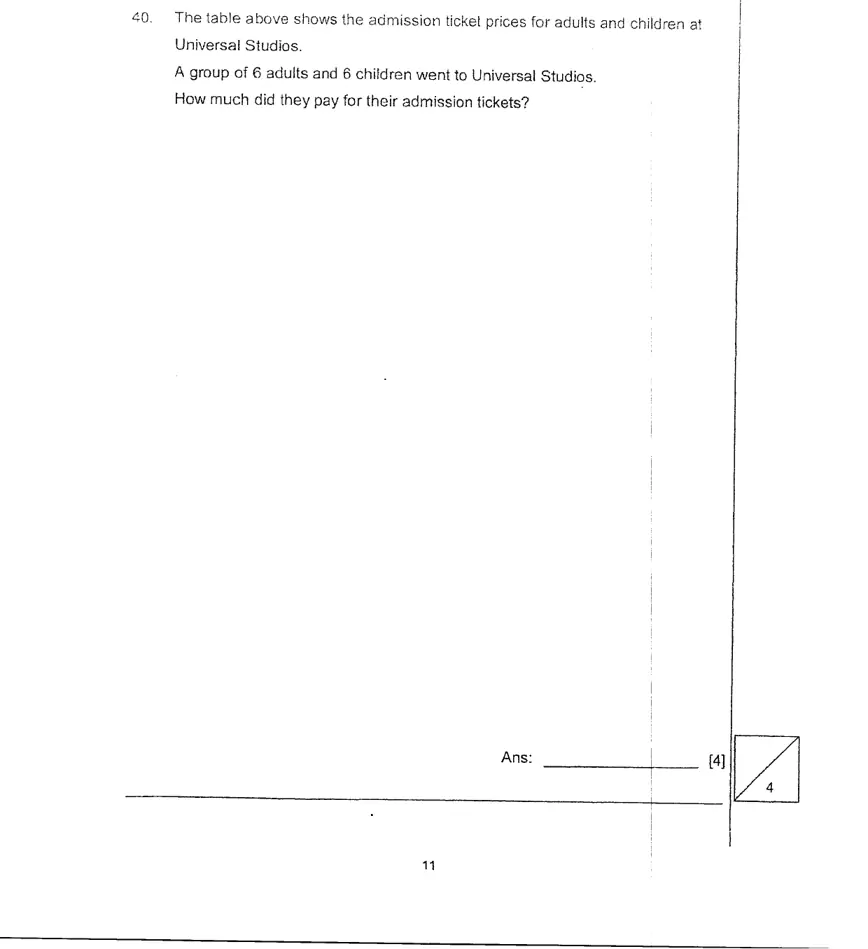 40. The table above shows the admission ticket prices for adults and children at
Universal Studios.
A group of 6 adults and 6 children went to Universal Studios.
How much did they pay for their admission tickets?
Ans: ____________________ [4]
4
11